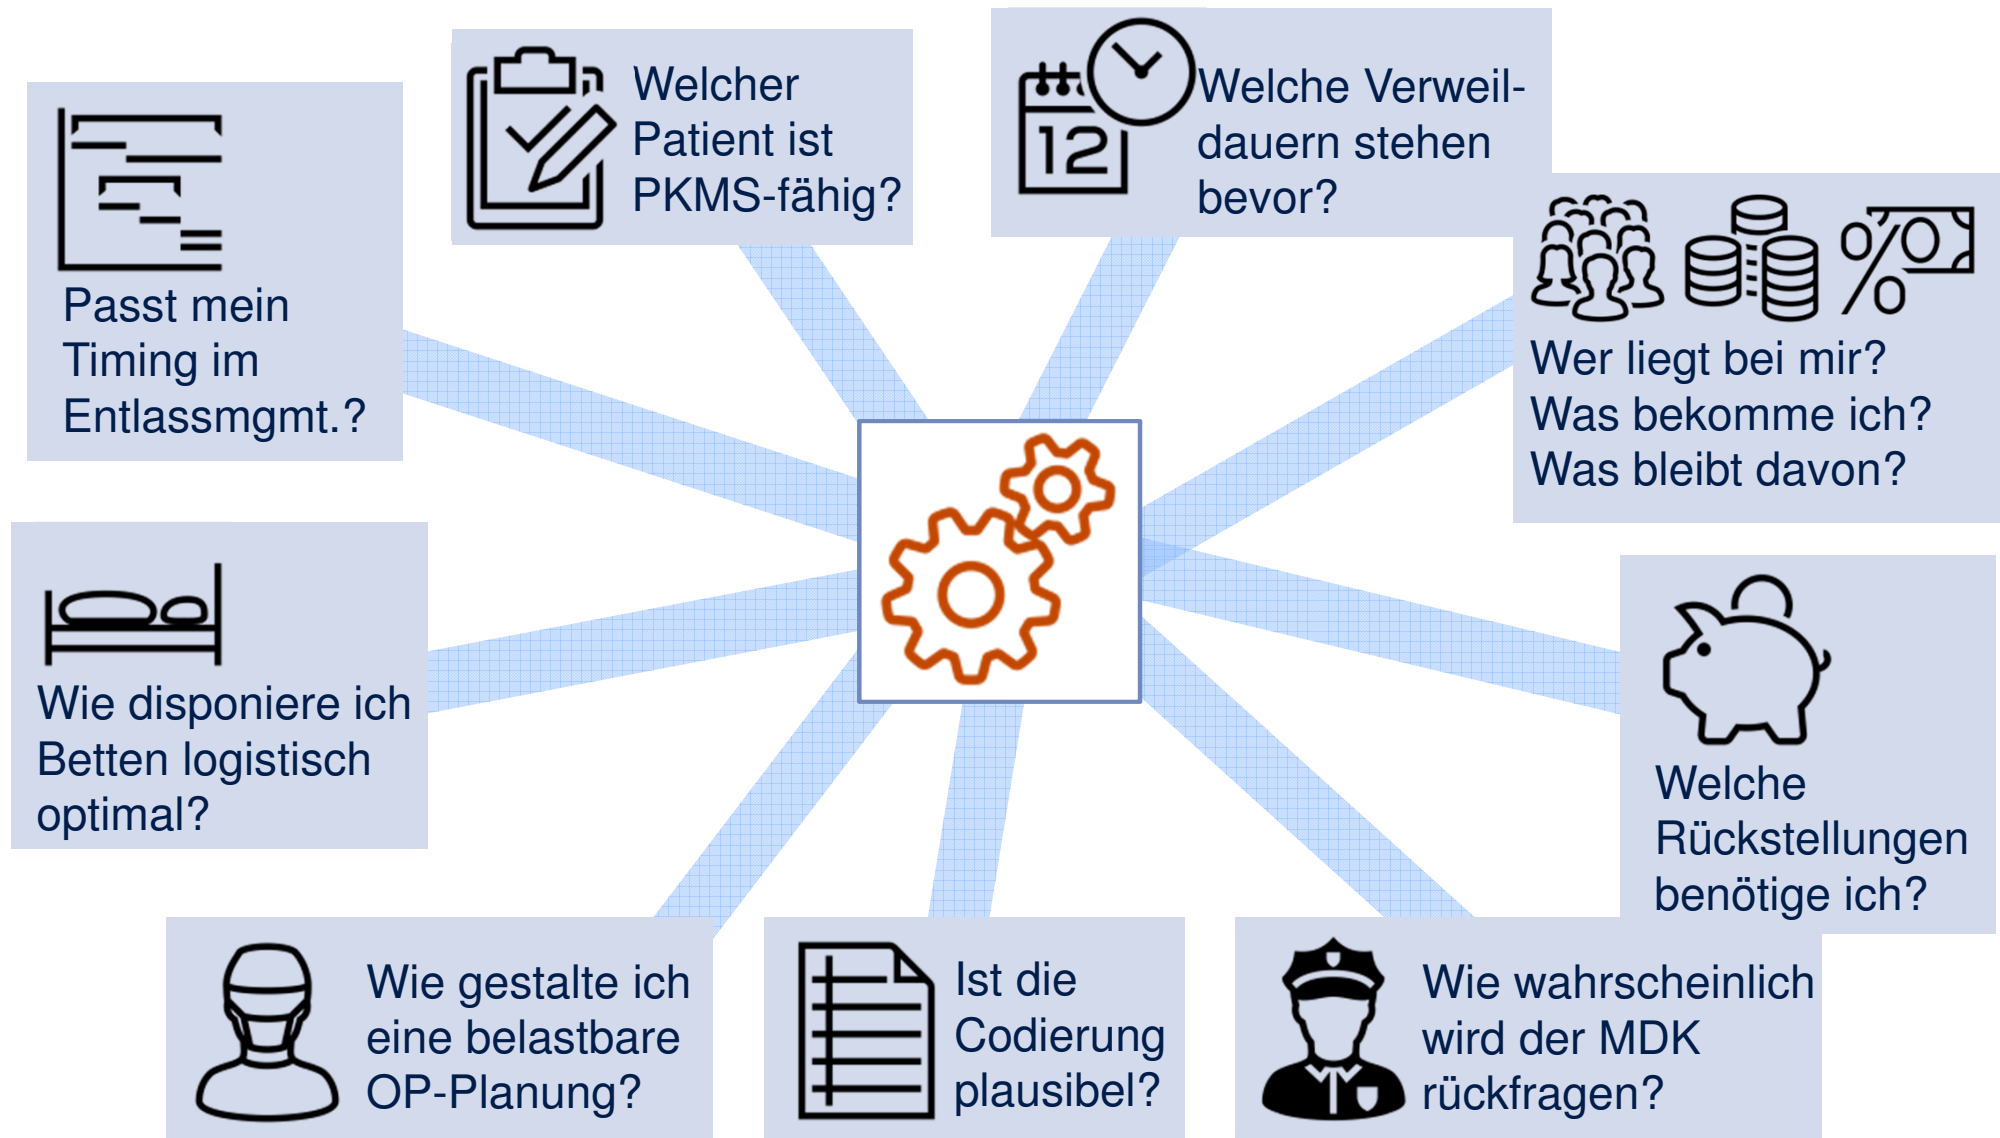 Welcher
Patient ist
PKMS-fähig?
12
Welche Verweil-
dauern stehen
bevor?
Passt mein
Timing im
Entlassmgmt.?
%
Wer liegt bei mir?
Was bekomme ich?
Was bleibt davon?
Wie disponiere ich
Betten logistisch
optimal?
Welche
Rückstellungen
benötige ich?
Wie gestalte ich
eine belastbare
OP-Planung?
Ist die
Codierung
plausibel?
Wie wahrscheinlich
wird der MDK
rückfragen?